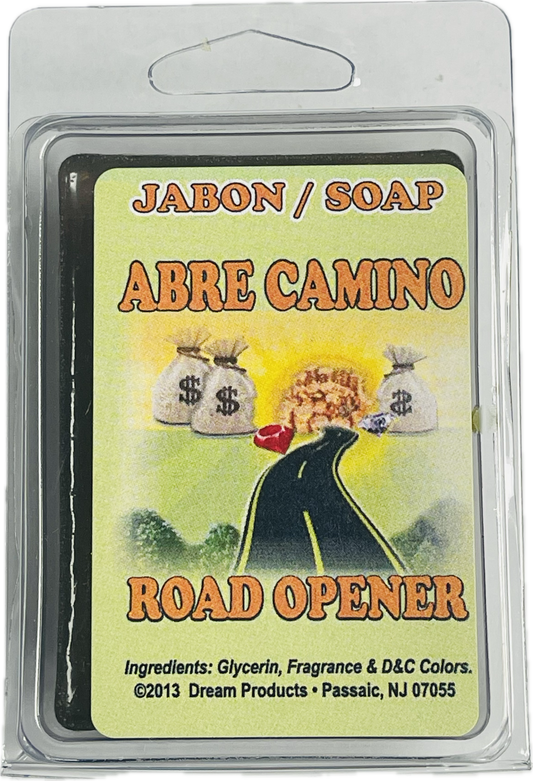 JABON / SOAP
ABRE CAMINO
$ $ $
ROAD OPENER
Ingredients: Glycerin, Fragrance & D&C Colors.
©2013 Dream Products • Passaic, NJ 07055